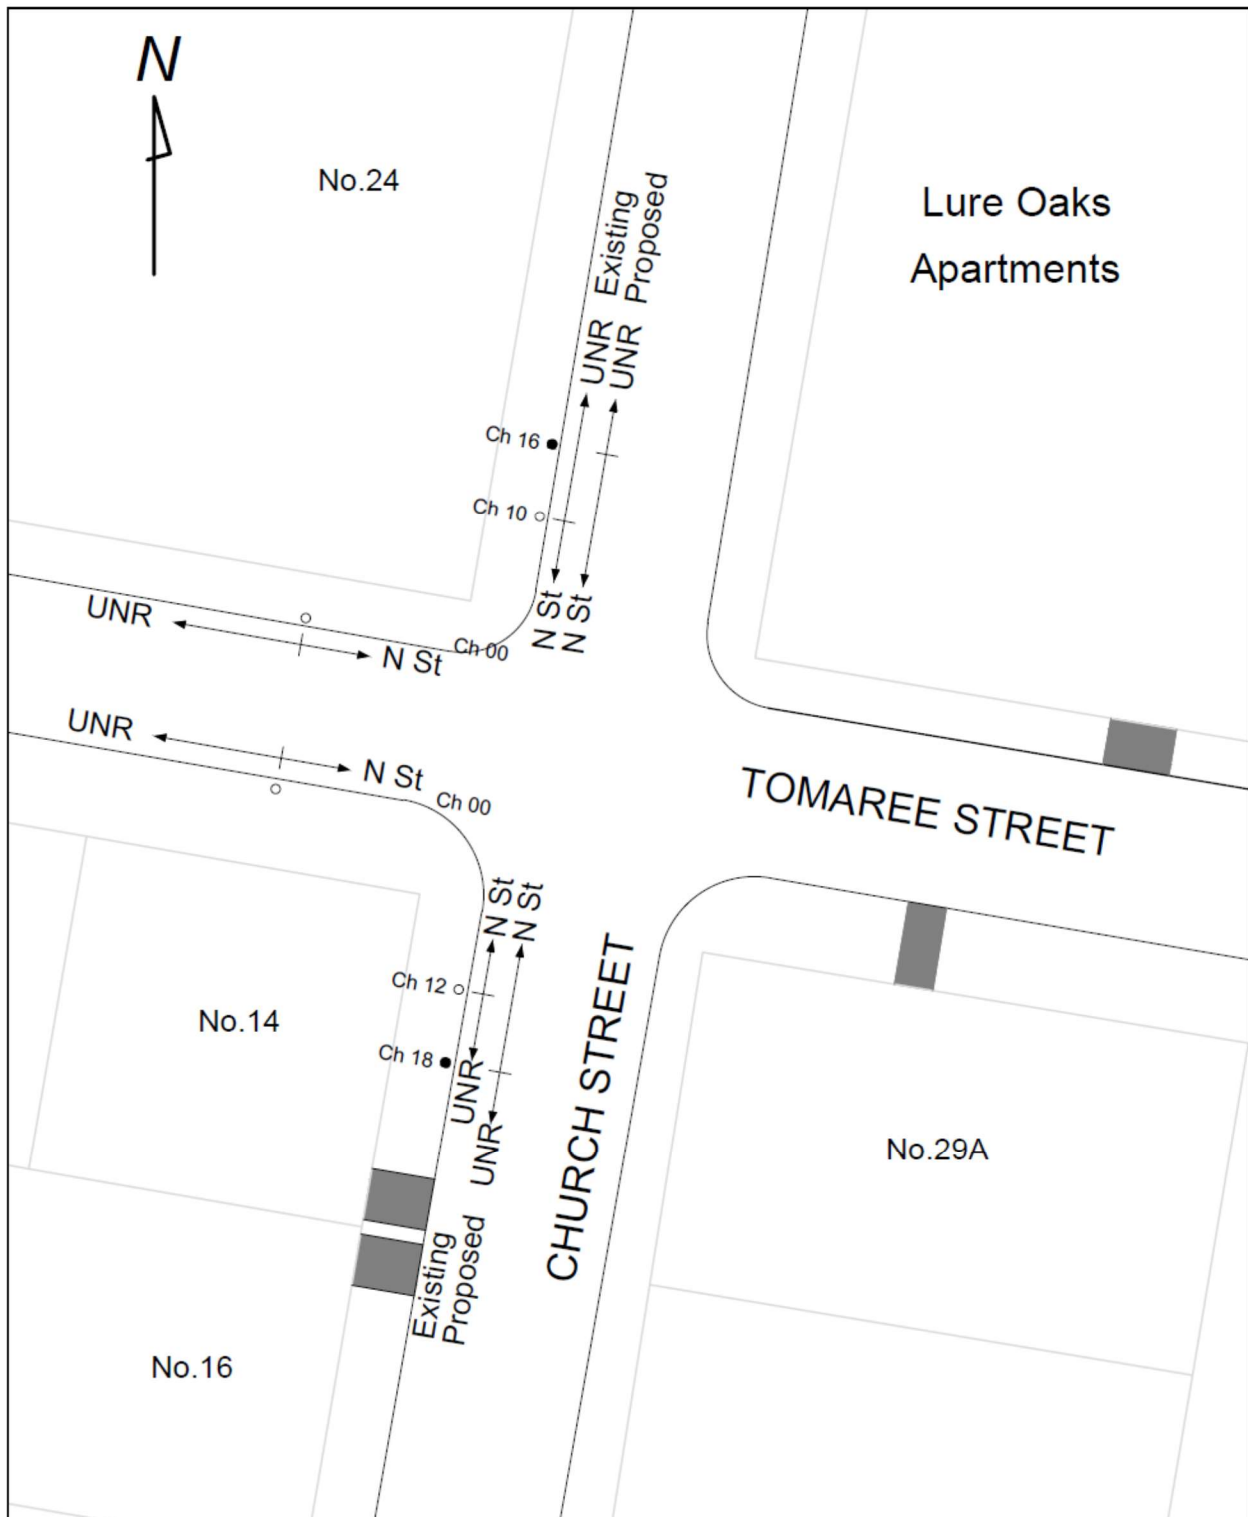 N
No.24
Lure Oaks
Apartments
Existing
Proposed
UNR
UNR
Ch 16
Ch 10
N St
N St
UNR
N St
Ch 00
UNR
N St
Ch 00
TOMAREE STREET
N St
N St
Ch 12
No.14
Ch 18
UNR
UNR
CHURCH STREET
No.29A
Existing
Proposed
No.16